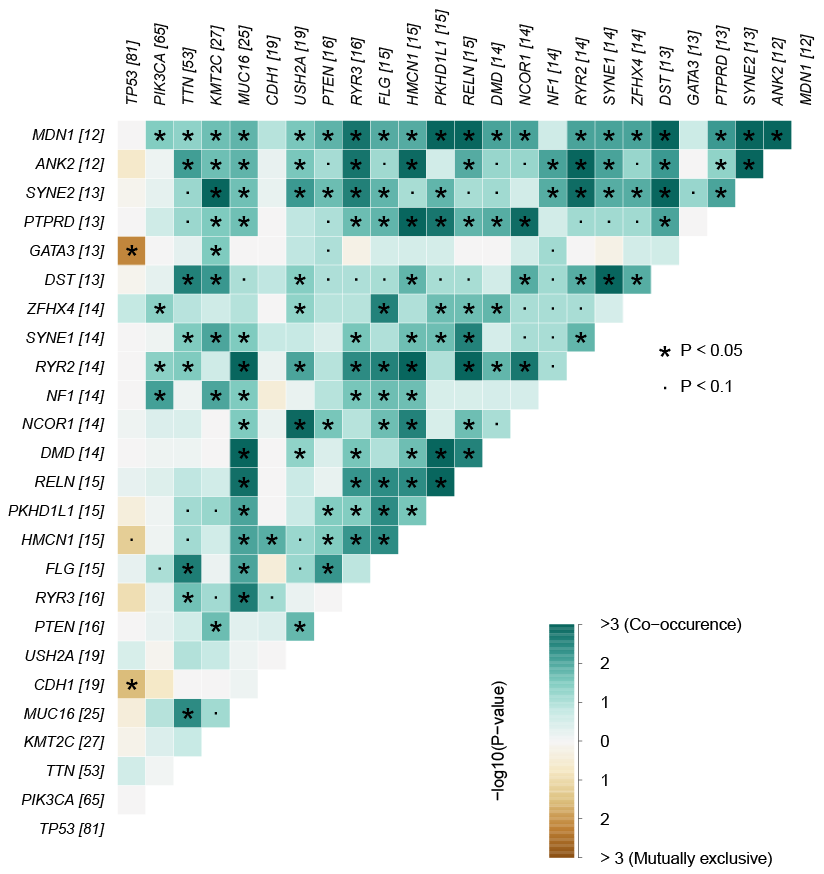 TP53 [81]
PIK3CA [65]
TTN [53]
KMT2C [27]
MUC16 [25]
CDH1 [19]
USH2A [19]
PTEN [16]
RYR3 [16]
FLG [15]
HMCN1 [15]
PKHD1L1 [15]
RELN [15]
DMD [14]
NCOR1 [14]
NF1 [14]
RYR2 [14]
SYNE1 [14]
ZFHX4 [14]
DST [13]
GATA3 [13]
PTPRD [13]
SYNE2 [13]
ANK2 [12]
MDN1 [12]
MDN1 [12]
ANK2 [12]
SYNE2 [13]
PTPRD [13]
GATA3 [13]
DST [13]
ZFHX4 [14]
SYNE1 [14]
RYR2 [14]
NF1 [14]
NCOR1 [14]
DMD [14]
RELN [15]
PKHD1L1 [15]
HMCN1 [15]
FLG [15]
RYR3 [16]
PTEN [16]
USH2A [19]
CDH1 [19]
MUC16 [25]
KMT2C [27]
TTN [53]
PIK3CA [65]
TP53 [81]
* P < 0.05
· P < 0.1
−log10(P−value)
>3 (Co-occurence)
2
1
0
1
2
> 3 (Mutually exclusive)